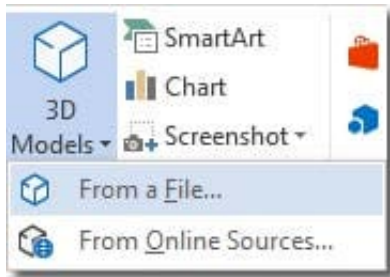 SmartArt
Chart
3D
Models
Screenshot
From a File...
From Online Sources...